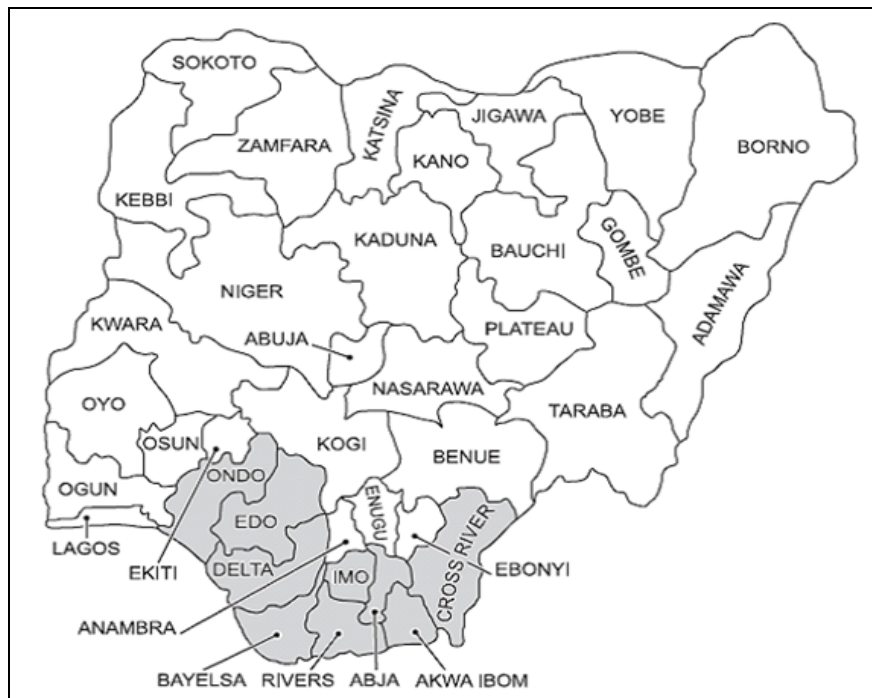 SOKOTO
KATSINA
JIGAWA
YOBE
BORNO
ZAMFARA
KANO
KEBBI
KADUNA
BAUCHI
GOMBE
NIGER
ADAMAWA
KWARA
ABUJA
PLATEAU
NASARAWA
OYO
TARABA
OSUN
KOGI
BENUE
ONDO
OGUN
ENUGU
EDO
CROSS RIVER
LAGOS
EKITI
DELTA
IMO
EBONYI
ANAMBRA
BAYELSA
RIVERS
ABJA
AKWA IBOM